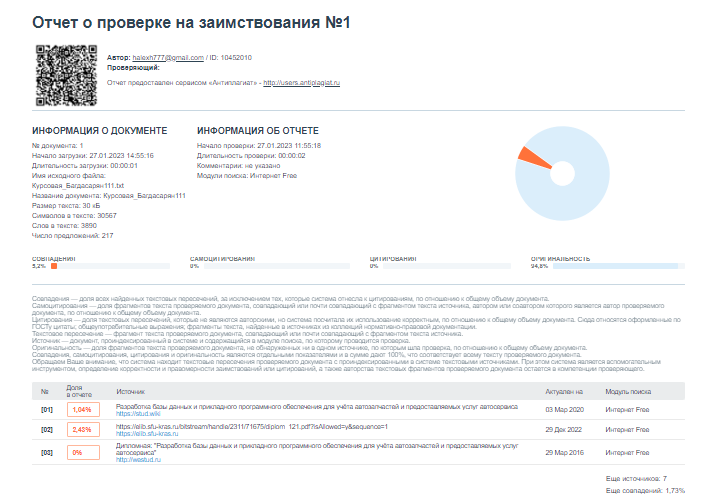 Отчет о проверке на заимствования №1
Автор: halexh777@gmail.com / ID: 10452010
Проверяющий:
Отчет предоставлен сервисом «Антиплагиат» - http://users.antiplagiat.ru
ИНФОРМАЦИЯ О ДОКУМЕНТЕ
№ документа: 1
Начало загрузки: 27.01.2023 14:55:16
Длительность загрузки: 00:00:01
Имя исходного файла:
Курсовая_Багдасарян111.txt
Название документа: Курсовая_Багдасарян111
Размер текста: 30 кБ
Символов в тексте: 30567
Слов в тексте: 3890
Число предложений: 217
ИНФОРМАЦИЯ ОБ ОТЧЕТЕ
Начало проверки: 27.01.2023 11:55:18
Длительность проверки: 00:00:02
Комментарии: не указано
Модули поиска: Интернет Free
СОВПАДЕНИЯ
5,2%
САМОЦИТИРОВАНИЯ
0%
ЦИТИРОВАНИЯ
0%
ОРИГИНАЛЬНОСТЬ
94,8%
Совпадения — доля всех найденных текстовых пересечений, за исключением тех, которые система отнесла к цитированиям, по отношению к общему объему документа.
Самоцитирования — доля фрагментов текста проверяемого документа, совпадающий или почти совпадающий с фрагментом текста источника, автором или соавтором которого является автор проверяемого
документа, по отношению к общему объему документа.
Цитирования — доля текстовых пересечений, которые не являются авторскими, но система посчитала их использование корректным, по отношению к общему объему документа. Сюда относятся оформленные по
ГОСТу цитаты; общеупотребительные выражения; фрагменты текста, найденные в источниках из коллекций нормативно-правовой документации.
Текстовое пересечение — фрагмент текста проверяемого документа, совпадающий или почти совпадающий с фрагментом текста источника.
Источник — документ, проиндексированный в системе и содержащийся в модуле поиска, по которому проводится проверка.
Оригинальность — доля фрагментов текста проверяемого документа, не обнаруженных ни в одном источнике, по которым шла проверка, по отношению к общему объему документа.
Совпадения, самоцитирования, цитирования и оригинальность являются отдельными показателями и в сумме дают 100%, что соответствует всему тексту проверяемого документа.
Обращаем Ваше внимание, что система находит текстовые пересечения проверяемого документа с проиндексированными в системе текстовыми источниками. При этом система является вспомогательным
инструментом, определение корректности и правомерности заимствований или цитирований, а также авторства текстовых фрагментов проверяемого документа остается в компетенции проверяющего.
№ Доля в отчете Источник Актуален на Модуль поиска
[01] 1,04% Разработка базы данных и прикладного программного обеспечения для учёта автозапчастей и предоставляемых услуг автосервиса 03 Мар 2020 Интернет Free
https://stud.wiki
[02] 2,43% https://elib.sfu-kras.ru/bitstream/handle/2311/71675/diplom_121.pdf?isAllowed=y&sequence=1 29 Дек 2022 Интернет Free
https://elib.sfu-kras.ru
[03] 0% Дипломная: "Разработка базы данных и прикладного программного обеспечения для учёта автозапчастей и предоставляемых услуг 29 Мар 2016 Интернет Free
автосервиса"
http://westud.ru
Еще источников: 7
Еще совпадений: 1,73%